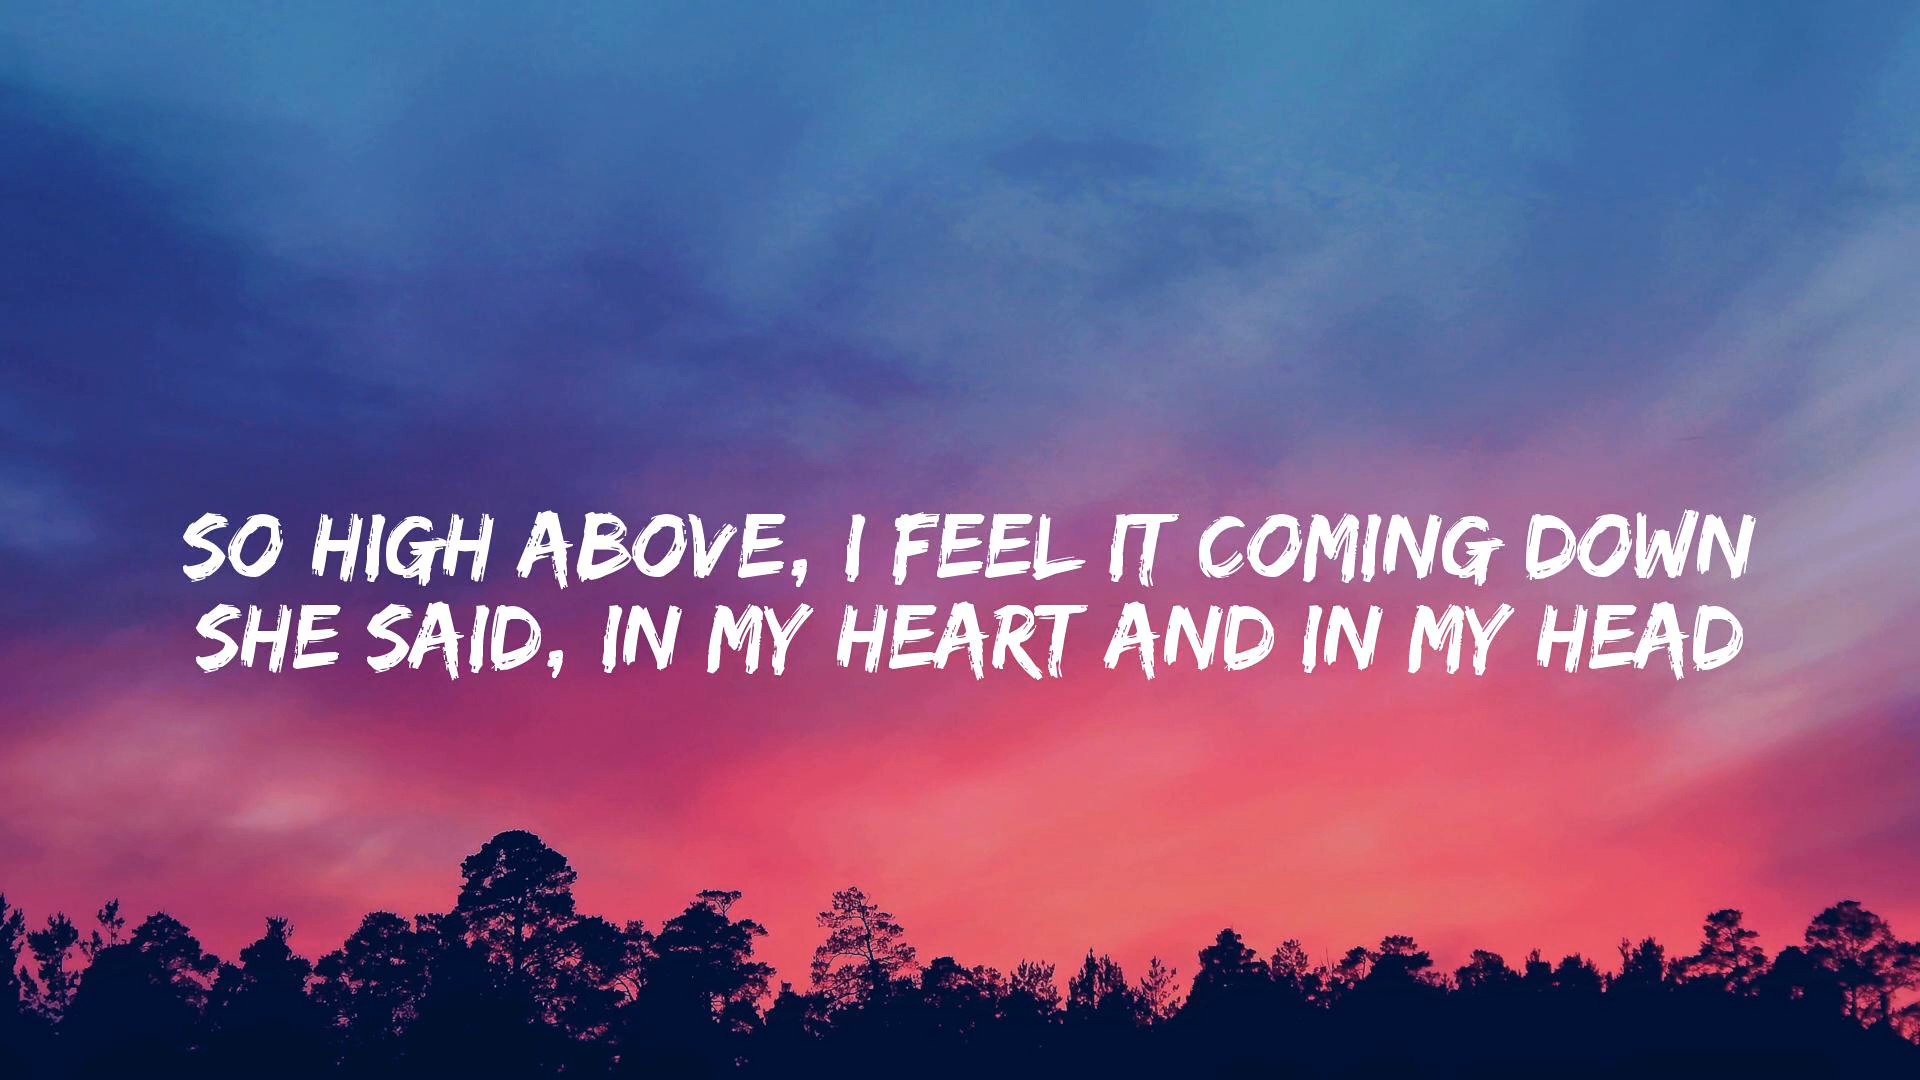 SO HIGH ABOVE, I FEEL IT COMING DOWN
SHE SAID, IN MY HEART AND IN MY HEAD